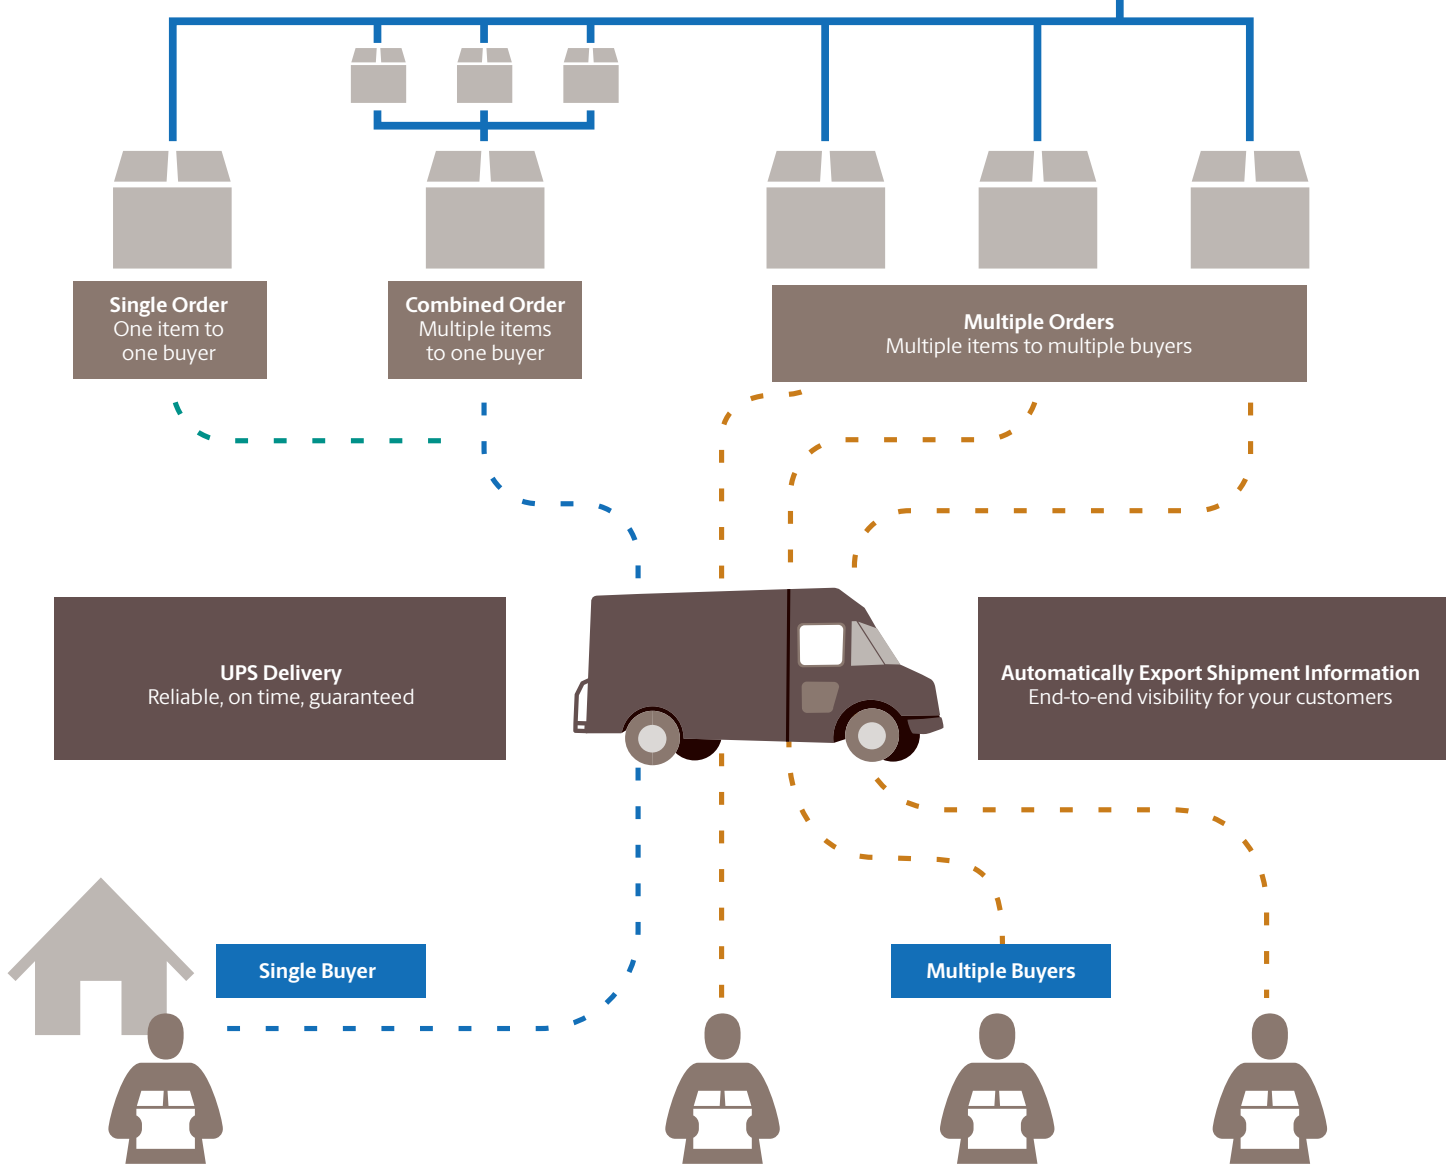 Single Order
One item to
one buyer
Combined Order
Multiple items
to one buyer
Multiple Orders
Multiple items to multiple buyers
UPS Delivery
Reliable, on time, guaranteed
Automatically Export Shipment Information
End-to-end visibility for your customers
Single Buyer
Multiple Buyers